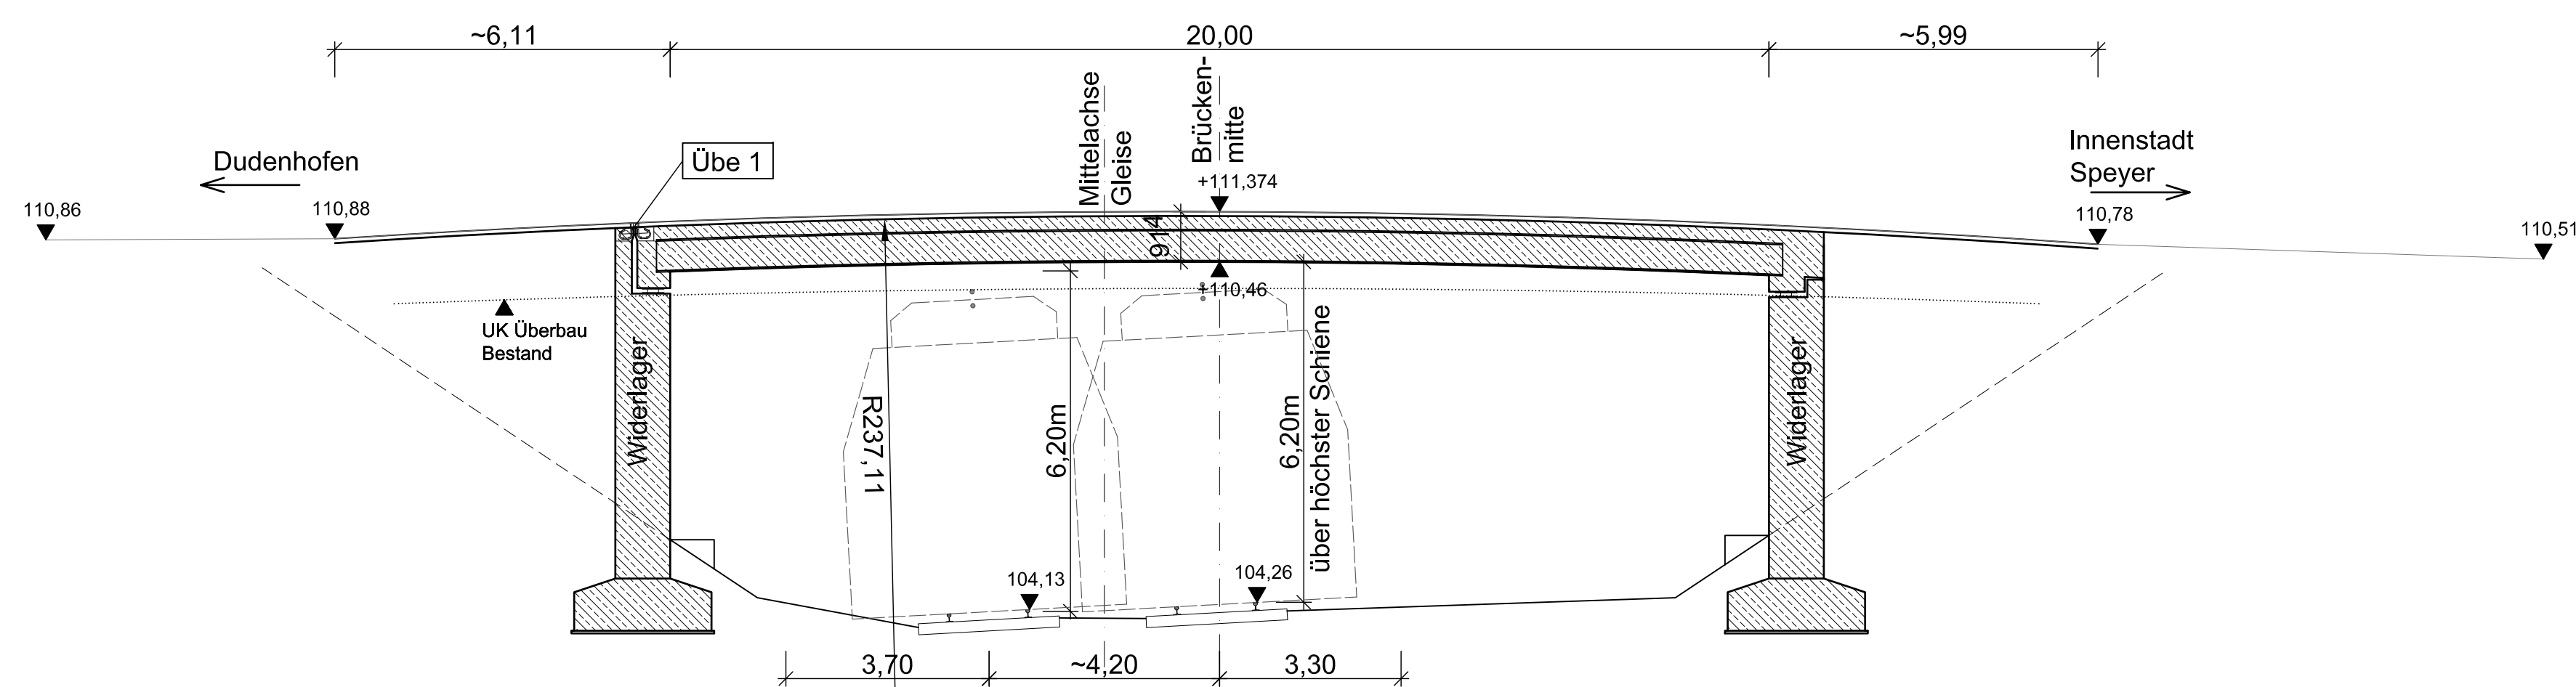 ~6,11
20,00
~5,99
Mittelachse
Gleise
Brücken-
mitte
Dudenhofen
Übe 1
Innenstadt
Speyer
110,86
110,88
+111,374
110,78
110,51
914
+110,46
UK Überbau
Bestand
Widerlager
R237,11
6,20m
6,20m
über höchster Schiene
Widerlager
104,13
104,26
3,70
~4,20
3,30